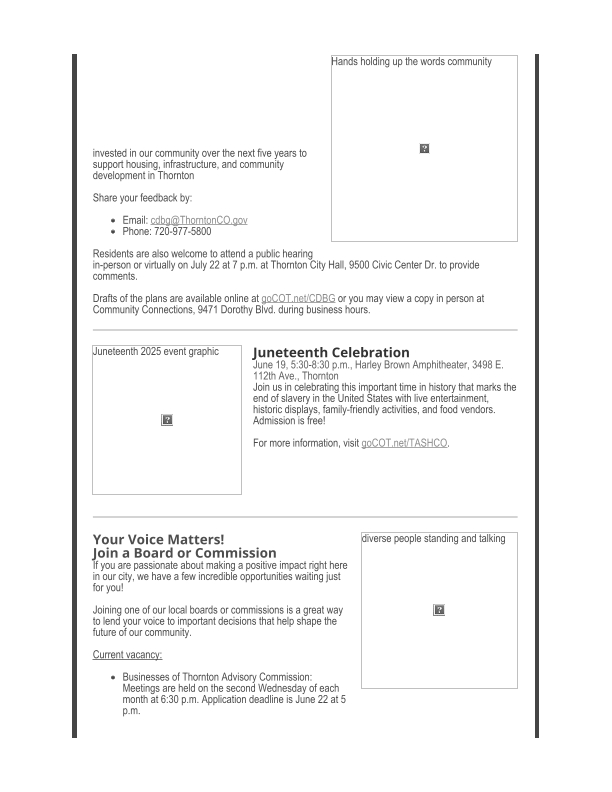 Hands holding up the words community
invested in our community over the next five years to
support housing, infrastructure, and community
development in Thornton
Share your feedback by:
• Email: cdbg@ThorntonCO.gov
• Phone: 720-977-5800
Residents are also welcome to attend a public hearing
in-person or virtually on July 22 at 7 p.m. at Thornton City Hall, 9500 Civic Center Dr. to provide
comments.
Drafts of the plans are available online at goCOT.net/CDBG or you may view a copy in person at
Community Connections, 9471 Dorothy Blvd. during business hours.
Juneteenth 2025 event graphic
Juneteenth Celebration
June 19, 5:30-8:30 p.m., Harley Brown Amphitheater, 3498 E.
112th Ave., Thornton
Join us in celebrating this important time in history that marks the
end of slavery in the United States with live entertainment,
historic displays, family-friendly activities, and food vendors.
Admission is free!
For more information, visit goCOT.net/TASHCO.
Your Voice Matters!
Join a Board or Commission
If you are passionate about making a positive impact right here
in our city, we have a few incredible opportunities waiting just
for you!
Joining one of our local boards or commissions is a great way
to lend your voice to important decisions that help shape the
future of our community.
Current vacancy:
• Businesses of Thornton Advisory Commission:
Meetings are held on the second Wednesday of each
month at 6:30 p.m. Application deadline is June 22 at 5
p.m.
diverse people standing and talking